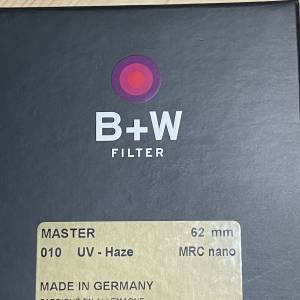 B+W
FILTER
MASTER 62 mm
010 UV - Haze MRC nano
MADE IN GERMANY